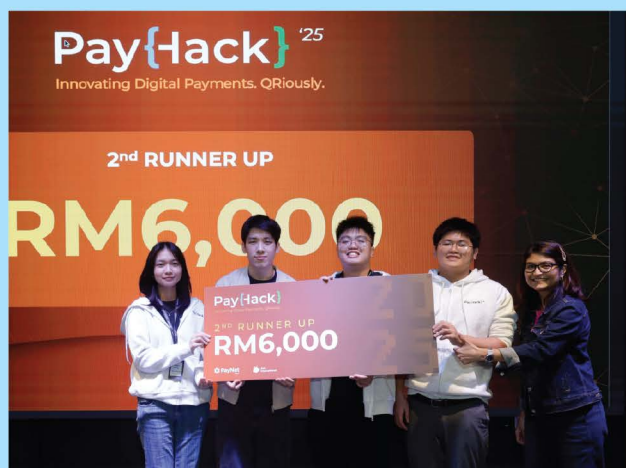 Pay{Hack} '25
Innovating Digital Payments. QRiously.
2nd RUNNER UP
RM6,000
Pay{Hack}
2ND RUNNER UP
RM6,000
PayNet